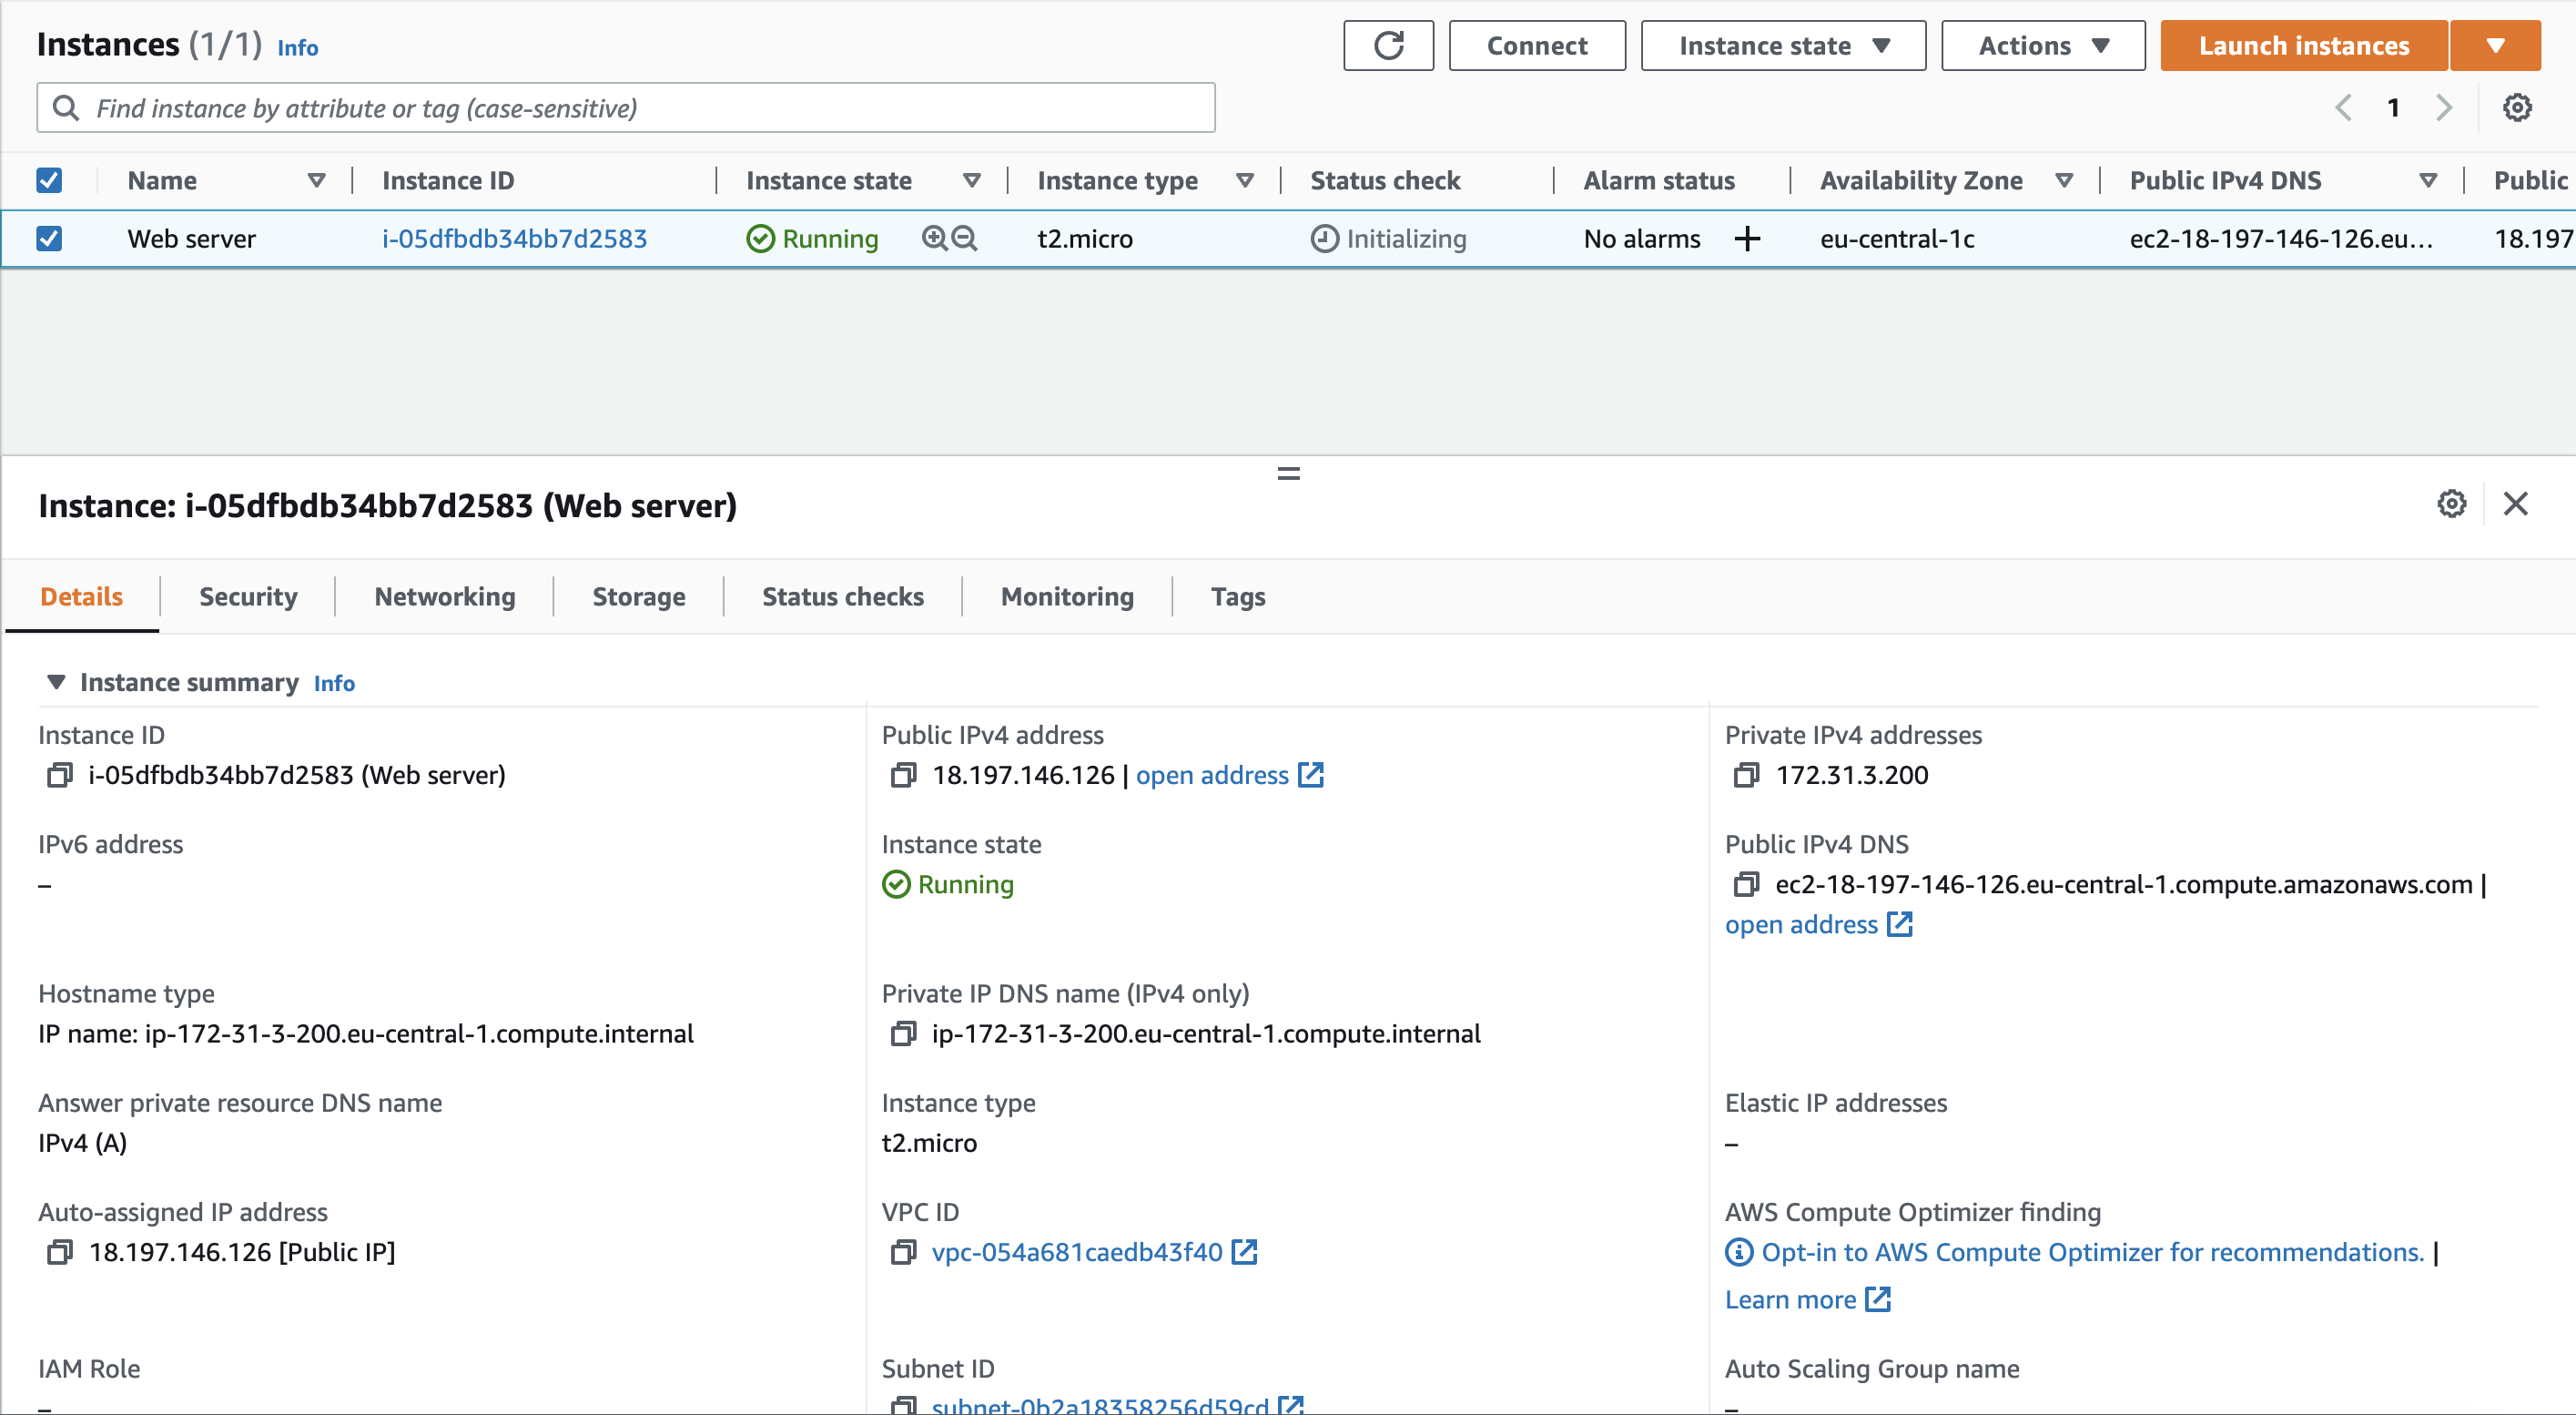 Instances (1/1) Info
Connect
Instance state
Actions
Launch instances
Find instance by attribute or tag (case-sensitive)
1
Name Instance ID Instance state Instance type Status check Alarm status Availability Zone Public IPv4 DNS Public
Web server i-05dfbdb34bb7d2583 Running t2.micro Initializing No alarms + eu-central-1c ec2-18-197-146-126.eu... 18.197
Instance: i-05dfbdb34bb7d2583 (Web server)
Details Security Networking Storage Status checks Monitoring Tags
Instance summary Info
Instance ID
i-05dfbdb34bb7d2583 (Web server)
Public IPv4 address
18.197.146.126 | open address
Private IPv4 addresses
172.31.3.200
IPv6 address
–
Instance state
Running
Public IPv4 DNS
ec2-18-197-146-126.eu-central-1.compute.amazonaws.com |
open address
Hostname type
IP name: ip-172-31-3-200.eu-central-1.compute.internal
Private IP DNS name (IPv4 only)
ip-172-31-3-200.eu-central-1.compute.internal
Answer private resource DNS name
IPv4 (A)
Instance type
t2.micro
Elastic IP addresses
–
Auto-assigned IP address
18.197.146.126 [Public IP]
VPC ID
vpc-054a681caedb43f40
AWS Compute Optimizer finding
Opt-in to AWS Compute Optimizer for recommendations. |
Learn more
IAM Role
–
Subnet ID
subnet-0b2a18358256d59cd
Auto Scaling Group name
–